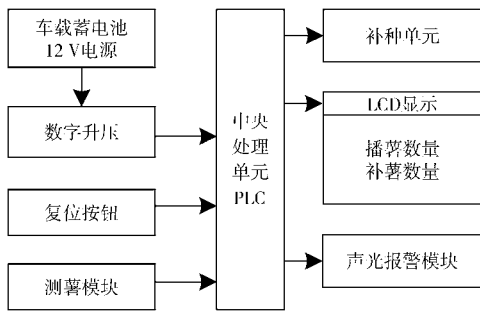 车载蓄电池
12 V电源
数字升压
复位按钮
测薯模块
中央
处理
单元
PLC
补种单元
LCD显示
播薯数量
补薯数量
声光报警模块